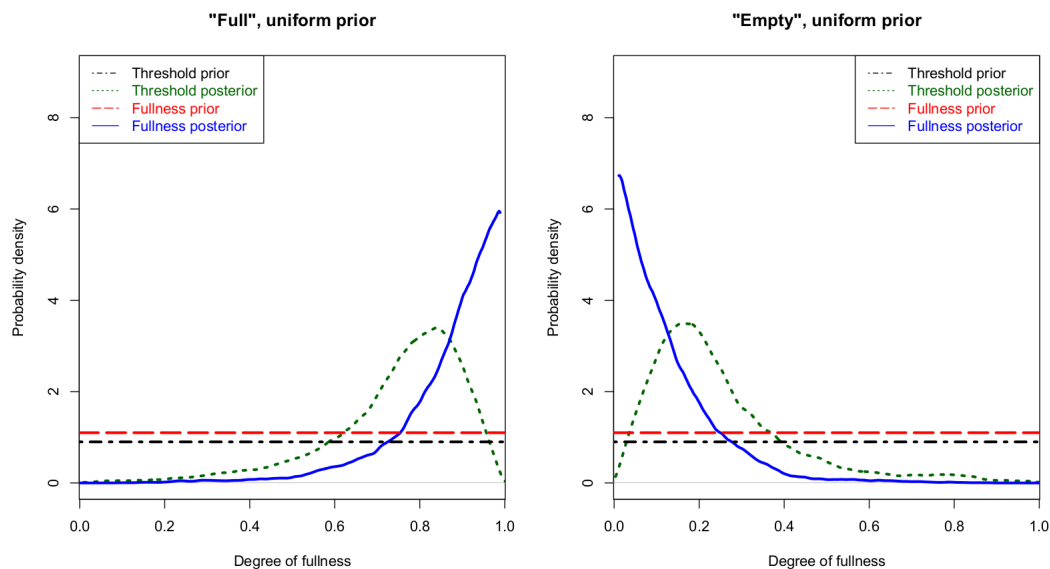 "Full", uniform prior
Threshold prior
Threshold posterior
Fullness prior
Fullness posterior
Probability density
8
6
4
2
0
0.0 0.2 0.4 0.6 0.8 1.0
Degree of fullness
"Empty", uniform prior
Threshold prior
Threshold posterior
Fullness prior
Fullness posterior
Probability density
8
6
4
2
0
0.0 0.2 0.4 0.6 0.8 1.0
Degree of fullness